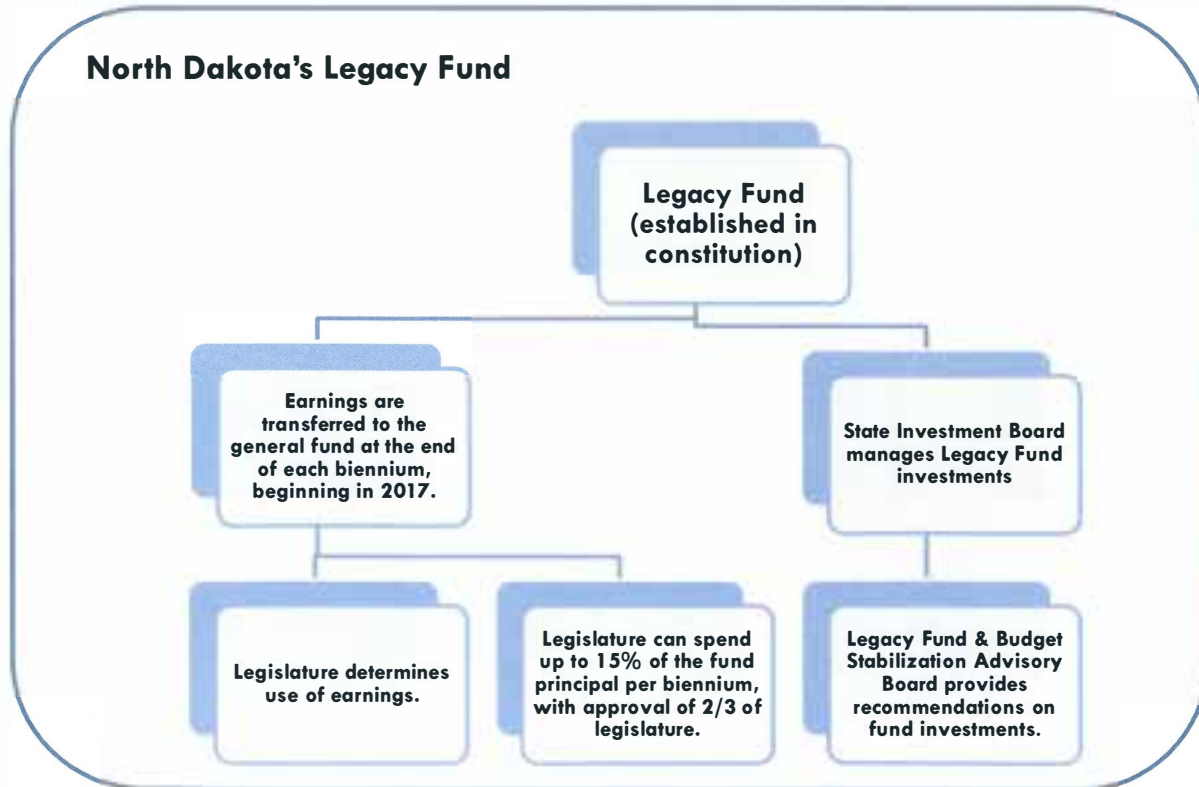 North Dakota's Legacy Fund
Legacy Fund
(established in
constitution)
Earnings are
transferred to the
general fund at the end
of each biennium,
beginning in 2017.
State Investment Board
manages Legacy Fund
investments
Legislature determines
use of earnings.
Legislature can spend
up to 15% of the fund
principal per biennium,
with approval of 2/3 of
legislature.
Legacy Fund & Budget
Stabilization Advisory
Board provides
recommendations on
fund investments.